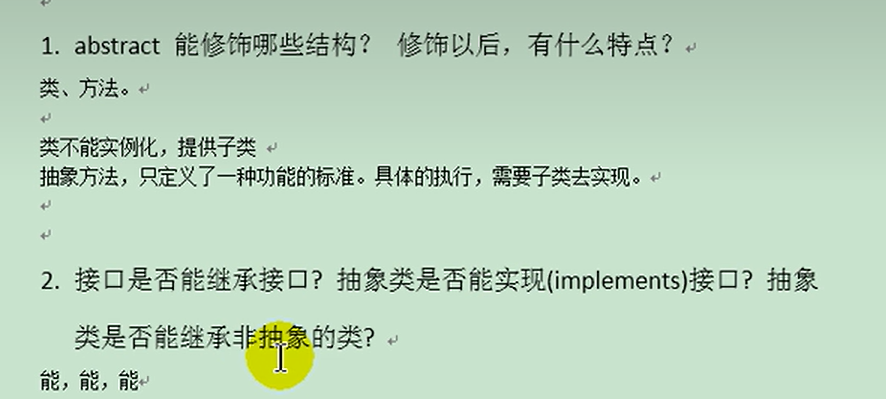 1. abstract 能修饰哪些结构？ 修饰以后，有什么特点？
类、方法。
类不能实例化，提供子类
抽象方法，只定义了一种功能的标准。具体的执行，需要子类去实现。
2. 接口是否能继承接口? 抽象类是否能实现(implements)接口? 抽象
类是否能继承非抽象的类?
能，能，能